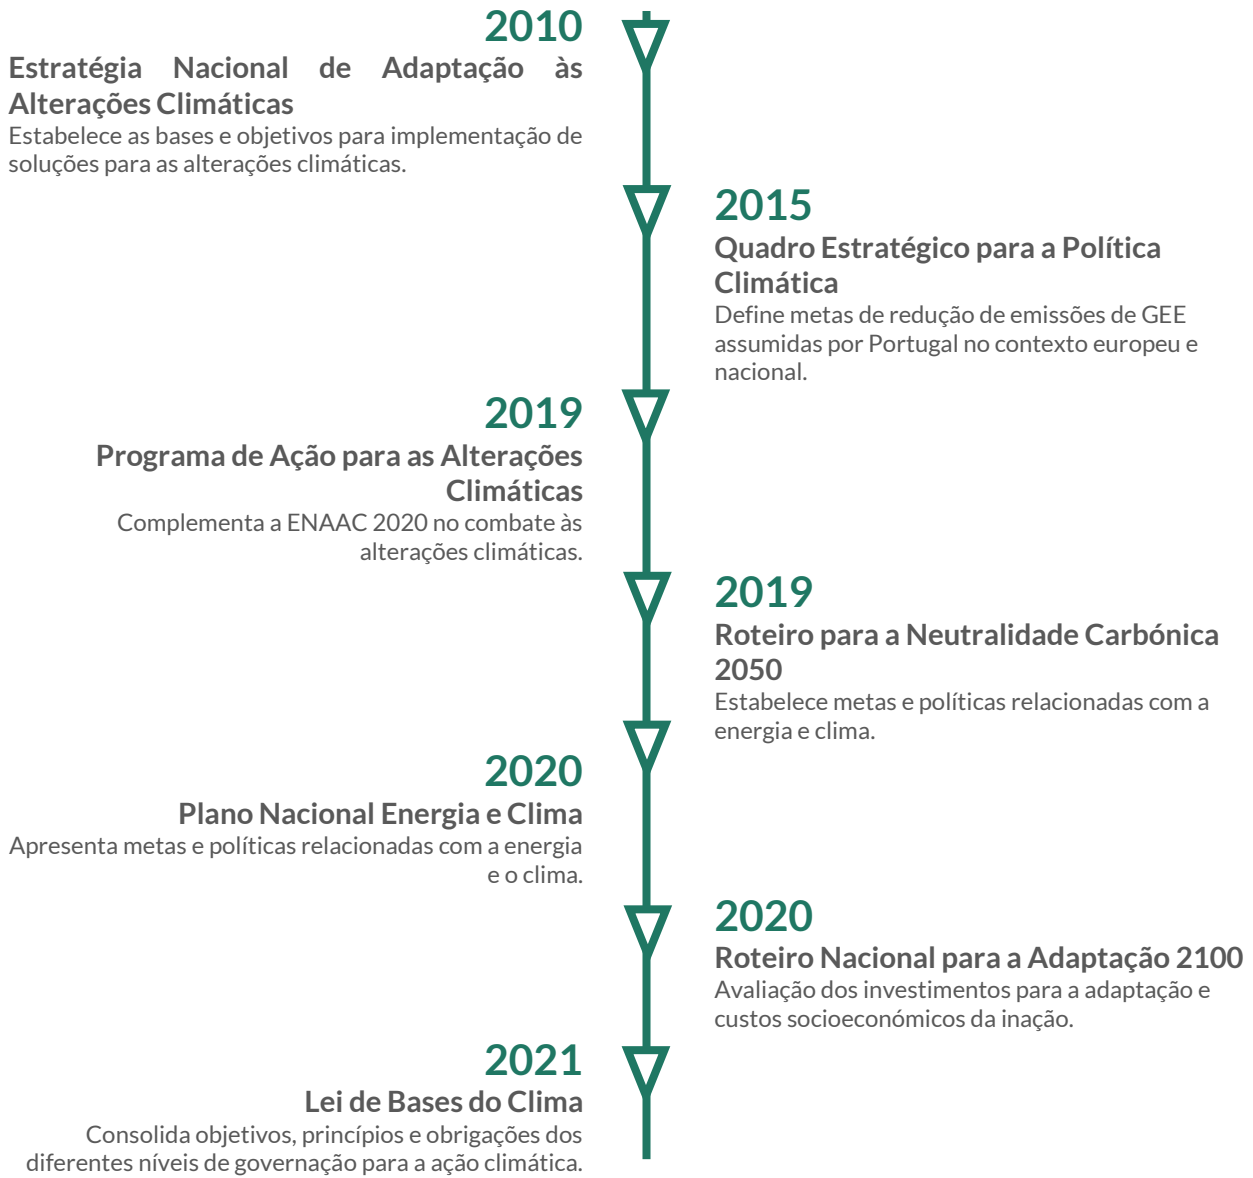 2010
Estratégia Nacional de Adaptação às
Alterações Climáticas
Estabelece as bases e objetivos para implementação de
soluções para as alterações climáticas.
2015
Quadro Estratégico para a Política
Climática
Define metas de redução de emissões de GEE
assumidas por Portugal no contexto europeu e
nacional.
2019
Programa de Ação para as Alterações
Climáticas
Complementa a ENAAC 2020 no combate às
alterações climáticas.
2019
Roteiro para a Neutralidade Carbónica
2050
Estabelece metas e políticas relacionadas com a
energia e clima.
2020
Plano Nacional Energia e Clima
Apresenta metas e políticas relacionadas com a energia
e o clima.
2020
Roteiro Nacional para a Adaptação 2100
Avaliação dos investimentos para a adaptação e
custos socioeconómicos da inação.
2021
Lei de Bases do Clima
Consolida objetivos, princípios e obrigações dos
diferentes níveis de governação para a ação climática.